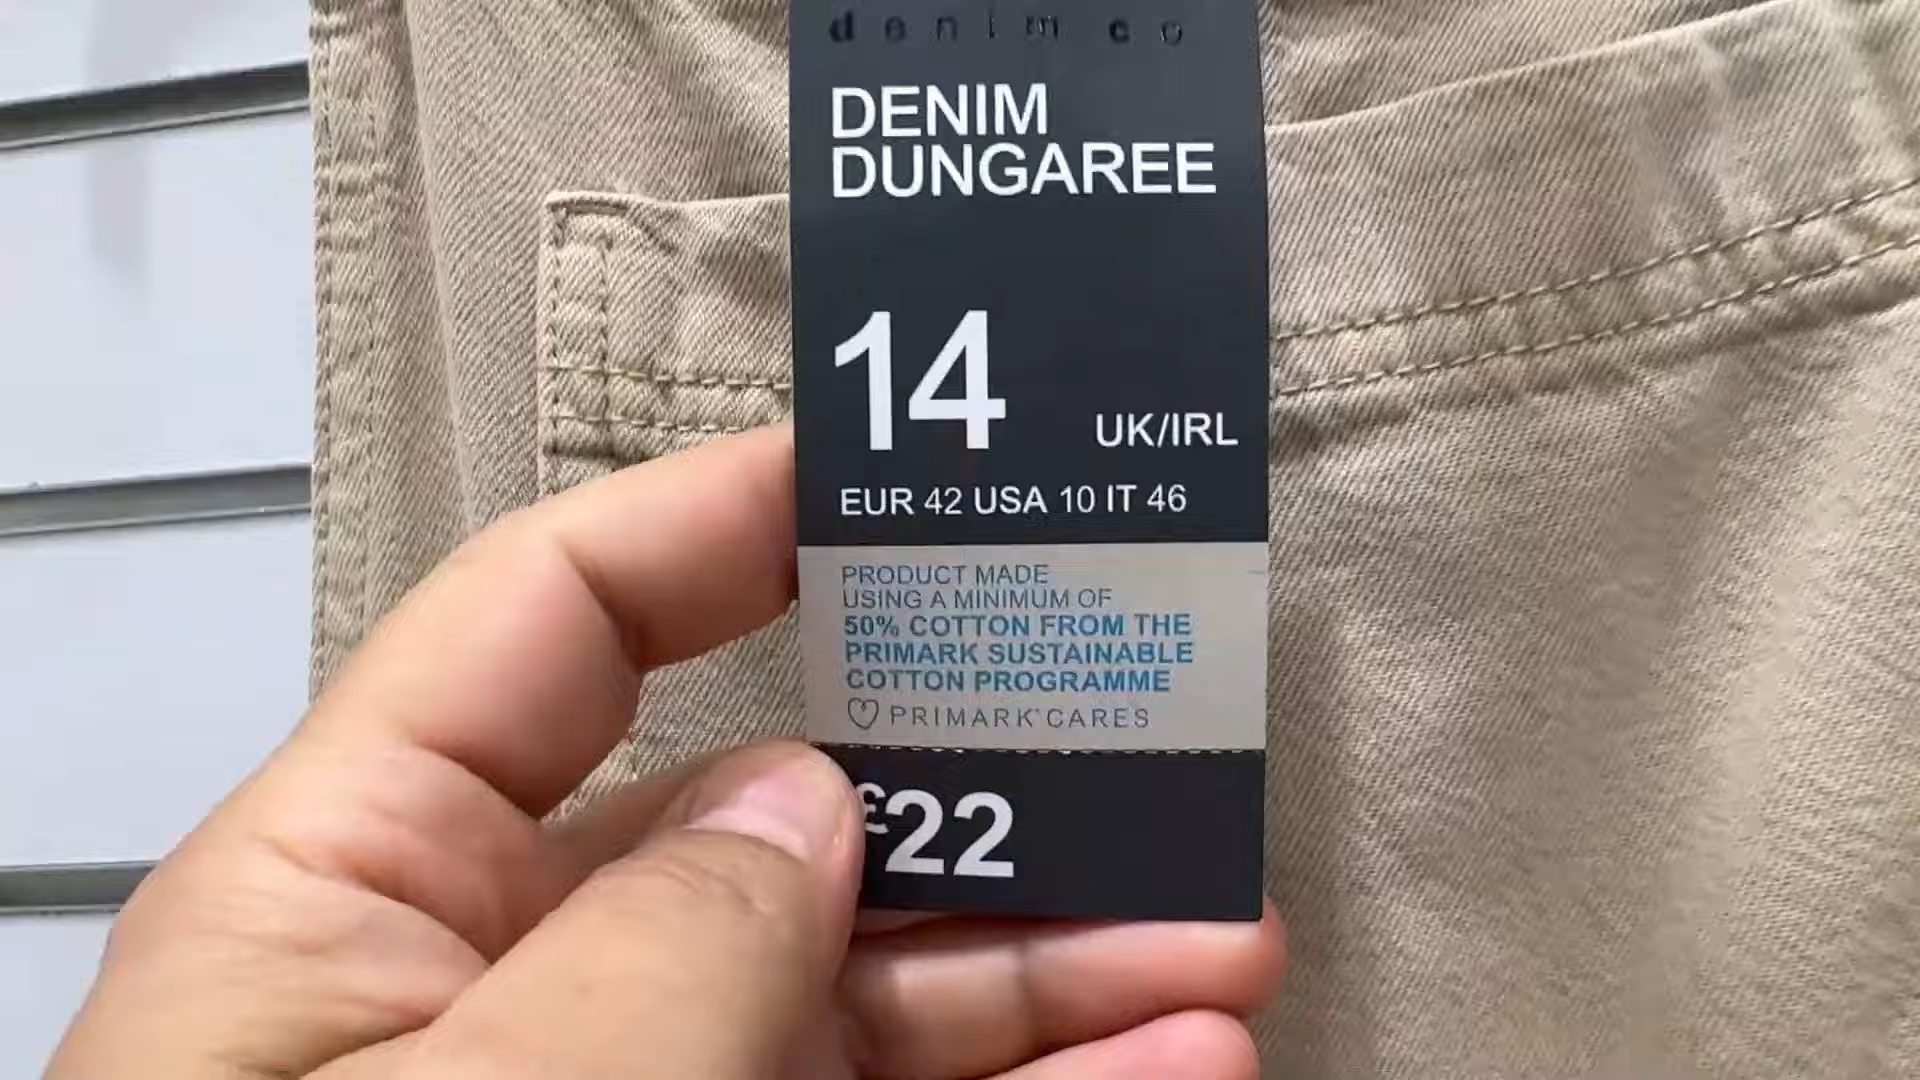 denim co
DENIM
DUNGAREE
14 UK/IRL
EUR 42 USA 10 IT 46
PRODUCT MADE
USING A MINIMUM OF
50% COTTON FROM THE
PRIMARK SUSTAINABLE
COTTON PROGRAMME
PRIMARK® CARES
£22